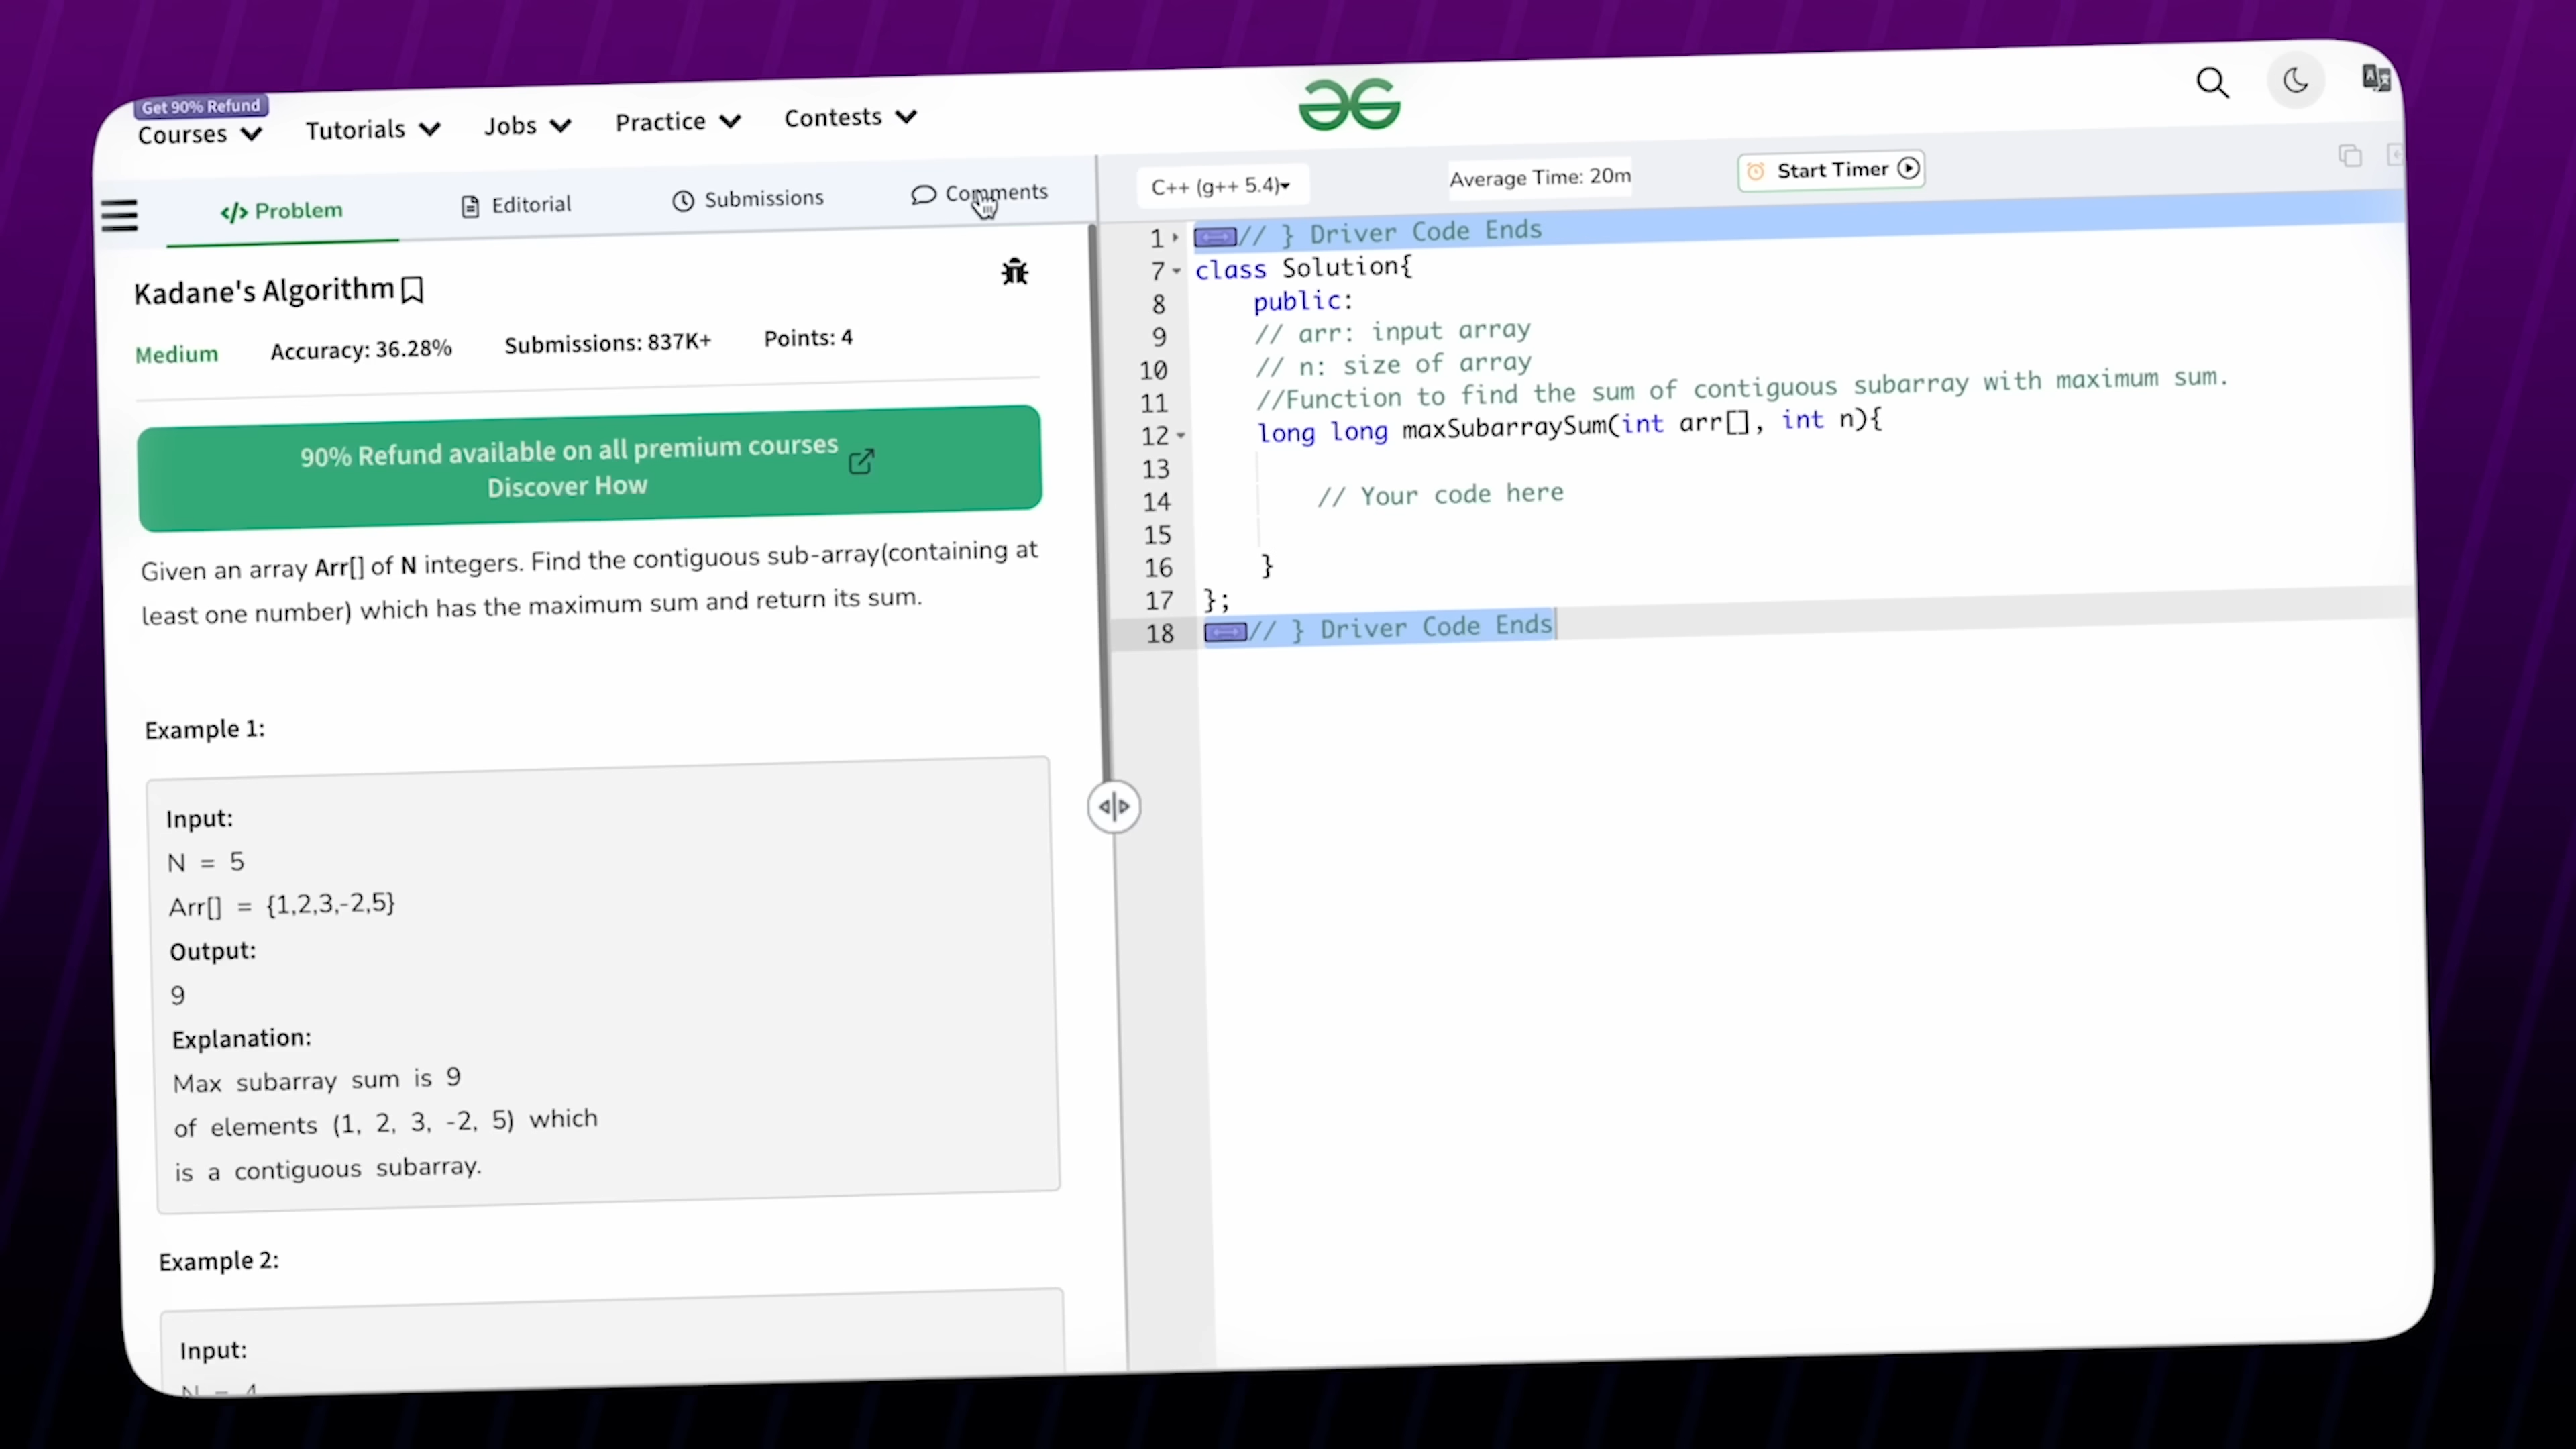 Get 90% Refund
Courses Tutorials Jobs Practice Contests
</> Problem Editorial Submissions Comments
Kadane's Algorithm
Medium Accuracy: 36.28% Submissions: 837K+ Points: 4
90% Refund available on all premium courses
Discover How
Given an array Arr[] of N integers. Find the contiguous sub-array(containing at
least one number) which has the maximum sum and return its sum.
Example 1:
Input:
N = 5
Arr[] = {1,2,3,-2,5}
Output:
9
Explanation:
Max subarray sum is 9
of elements (1, 2, 3, -2, 5) which
is a contiguous subarray.
Example 2:
Input:
N = 4
C++ (g++ 5.4) Average Time: 20m Start Timer
1 // } Driver Code Ends
7 class Solution{
8 public:
9 // arr: input array
10 // n: size of array
11 //Function to find the sum of contiguous subarray with maximum sum.
12 long long maxSubarraySum(int arr[], int n){
13
14 // Your code here
15
16 }
17 };
18 // } Driver Code Ends